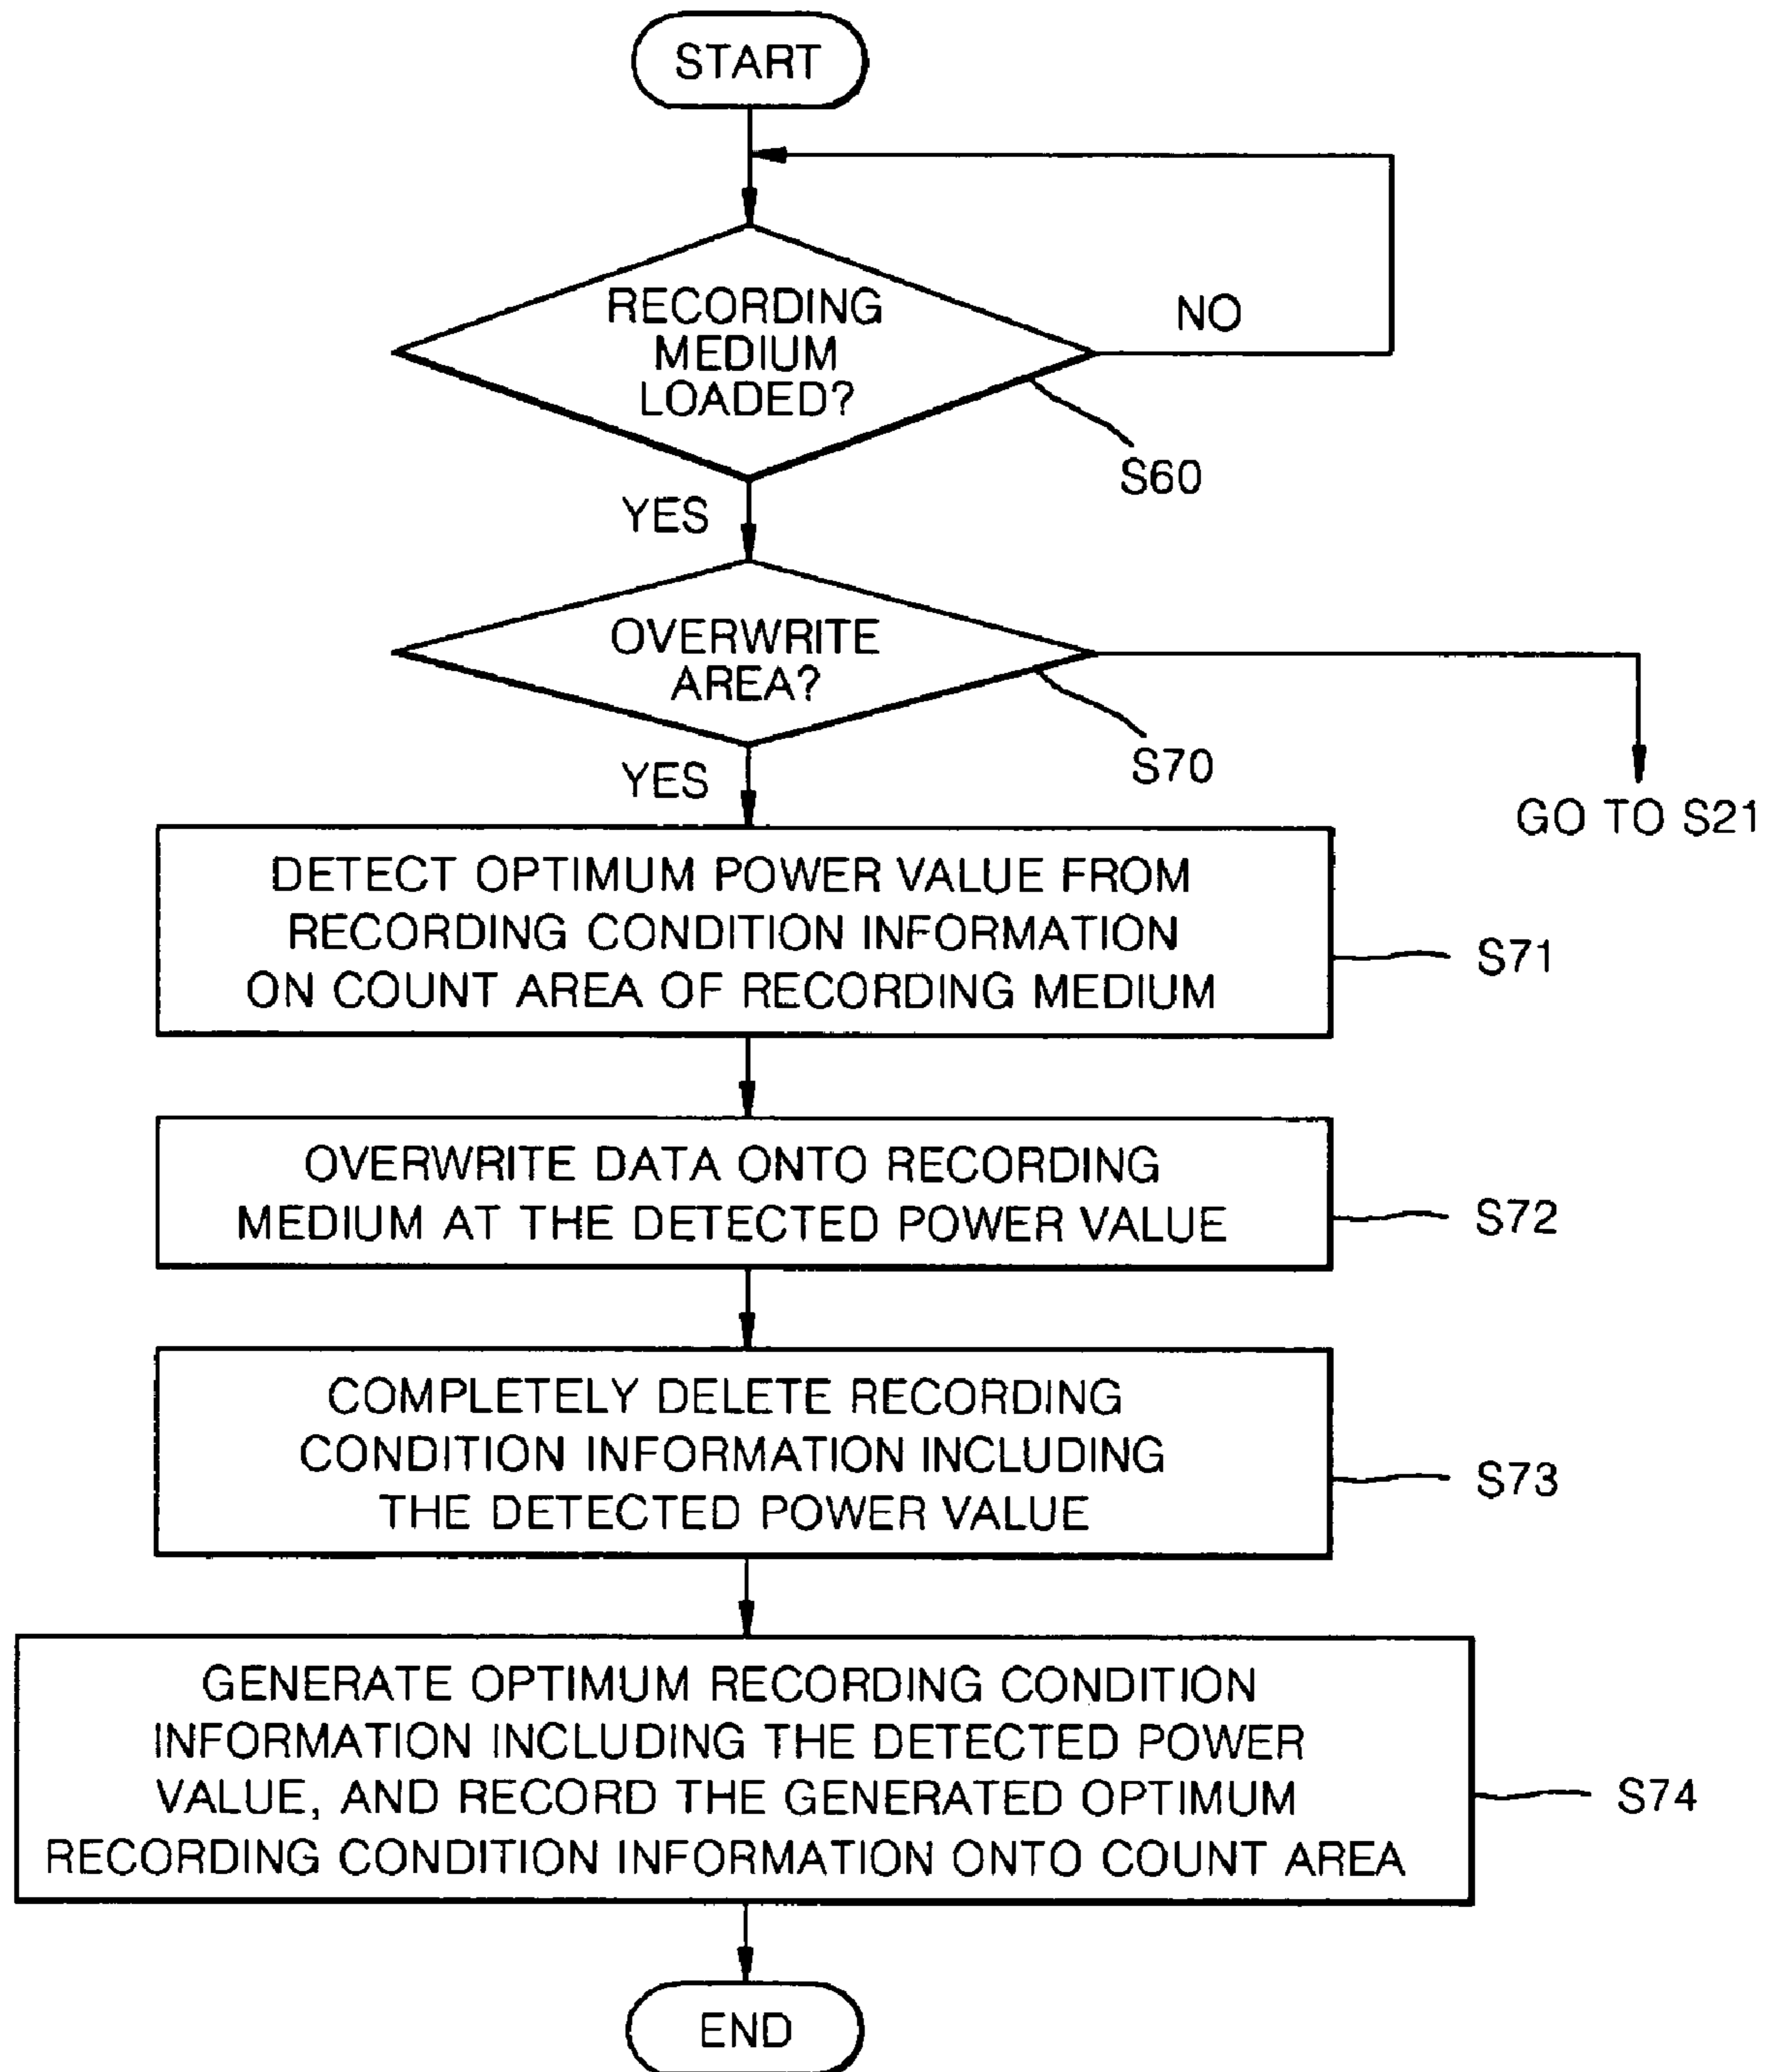 START
RECORDING
MEDIUM
LOADED?
NO
S60
YES
OVERWRITE
AREA?
S70
YES
GO TO S21
DETECT OPTIMUM POWER VALUE FROM
RECORDING CONDITION INFORMATION
ON COUNT AREA OF RECORDING MEDIUM
S71
OVERWRITE DATA ONTO RECORDING
MEDIUM AT THE DETECTED POWER VALUE
S72
COMPLETELY DELETE RECORDING
CONDITION INFORMATION INCLUDING
THE DETECTED POWER VALUE
S73
GENERATE OPTIMUM RECORDING CONDITION
INFORMATION INCLUDING THE DETECTED POWER
VALUE, AND RECORD THE GENERATED OPTIMUM
RECORDING CONDITION INFORMATION ONTO COUNT AREA
S74
END